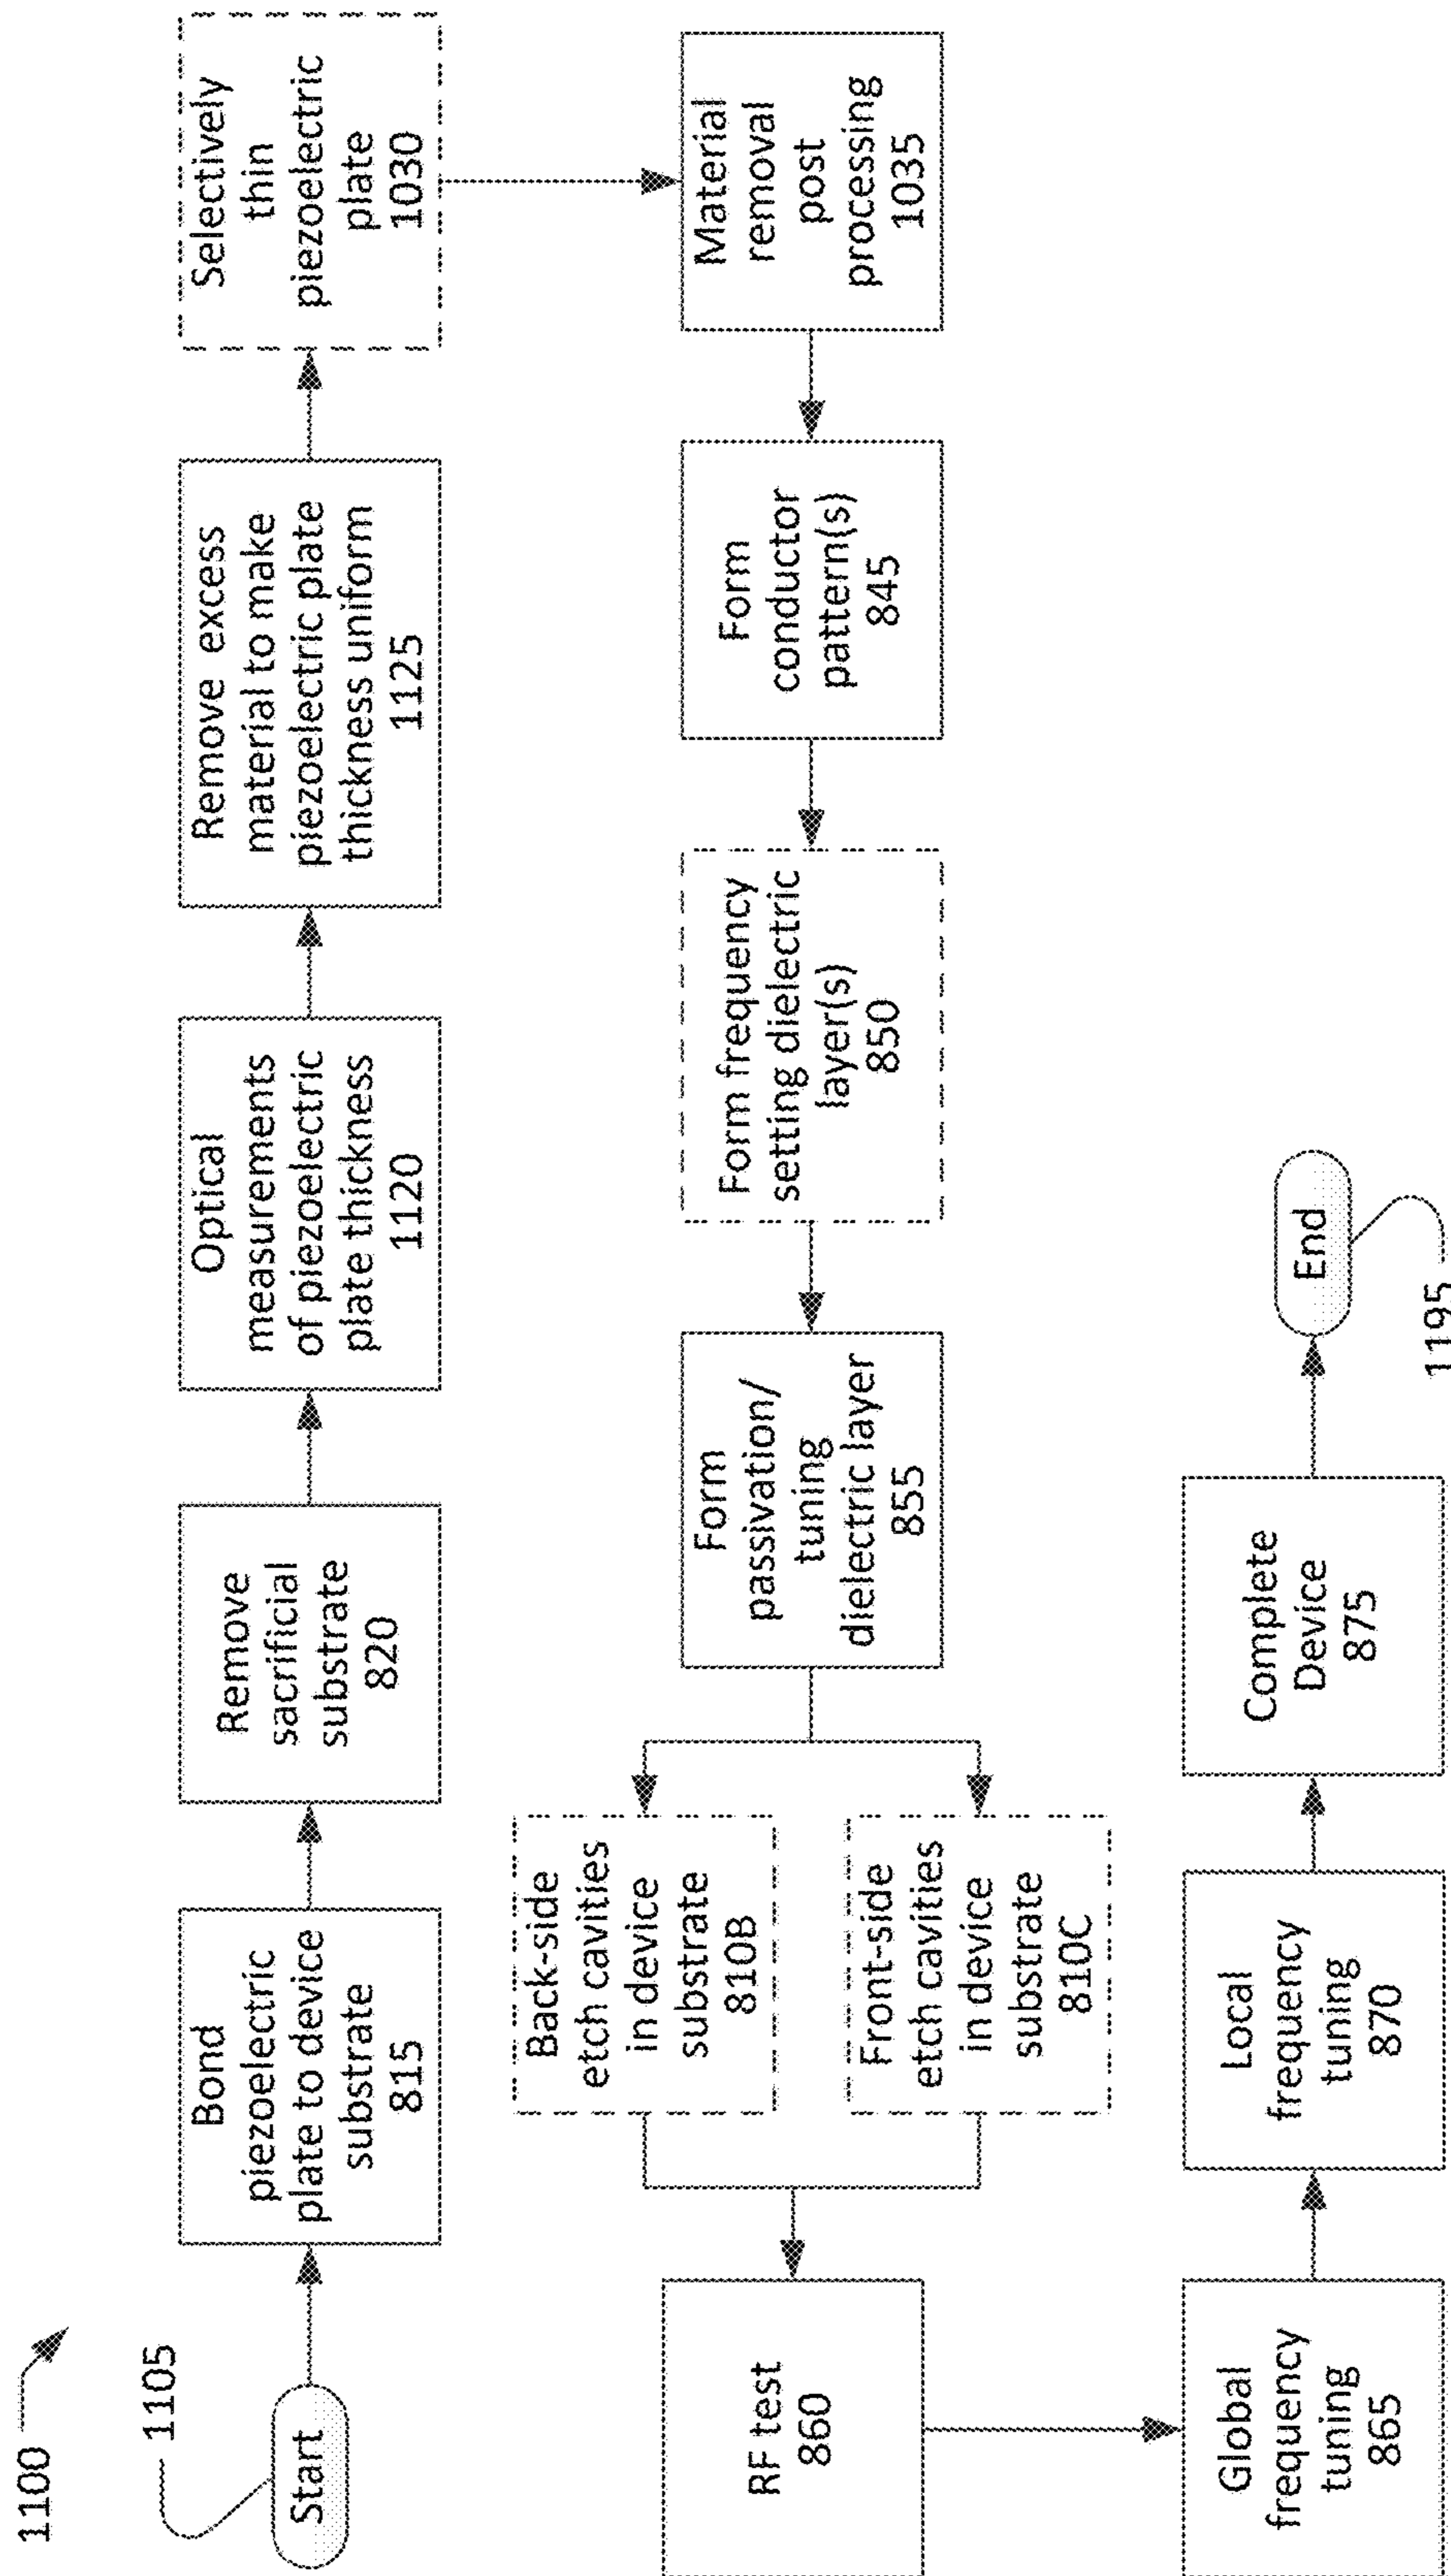 1100
1105
Start
Bond
piezoelectric
plate to device
substrate
815
Remove
sacrificial
substrate
820
Optical
measurements
of piezoelectric
plate thickness
1120
Remove excess
material to make
piezoelectric plate
thickness uniform
1125
Selectively
thin
piezoelectric
plate
1030
Material
removal
post
processing
1035
Form
conductor
pattern(s)
845
Form frequency
setting dielectric
layer(s)
850
Form
passivation/
tuning
dielectric layer
855
Back-side
etch cavities
in device
substrate
810B
Front-side
etch cavities
in device
substrate
810C
RF test
860
Global
frequency
tuning
865
Local
frequency
tuning
870
Complete
Device
875
End
1195